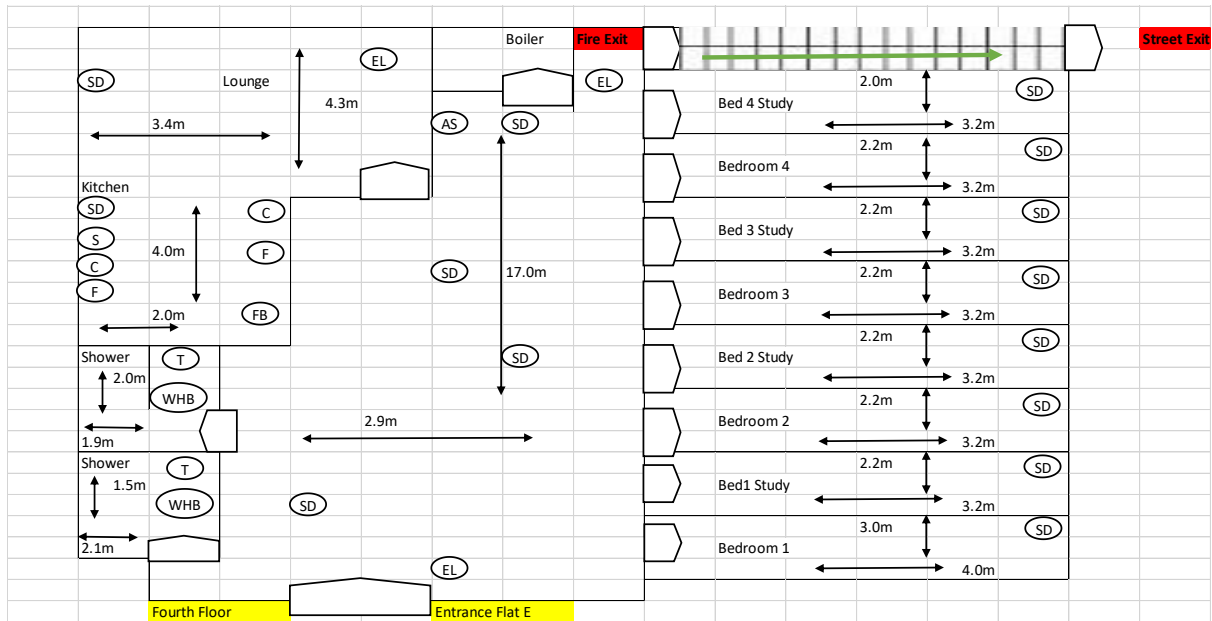 Boiler
Fire Exit
Street Exit
EL
SD
Lounge
EL
2.0m
SD
4.3m
Bed 4 Study
3.4m
AS
SD
3.2m
2.2m
SD
Bedroom 4
Kitchen
3.2m
SD
C
2.2m
SD
S
4.0m
F
Bed 3 Study
C
3.2m
SD
17.0m
2.2m
SD
F
Bedroom 3
2.0m
FB
3.2m
Shower
T
SD
2.2m
SD
2.0m
Bed 2 Study
WHB
3.2m
2.2m
SD
2.9m
Bedroom 2
1.9m
3.2m
Shower
T
2.2m
SD
1.5m
Bed1 Study
WHB
SD
3.2m
3.0m
SD
2.1m
Bedroom 1
EL
4.0m
Fourth Floor
Entrance Flat E